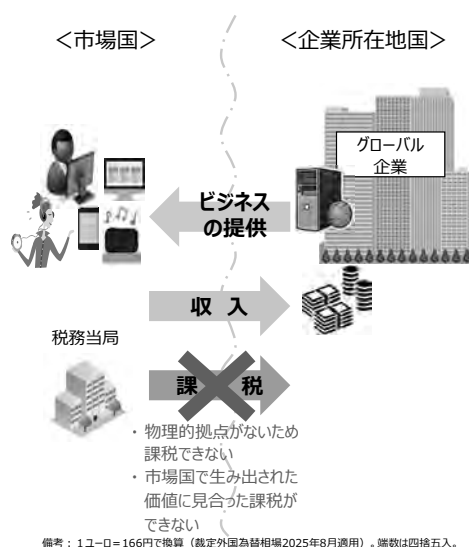 ＜市場国＞
＜企業所在地国＞
グローバル
企業
ビジネス
の提供
収 入
税務当局
課 税
・ 物理的拠点がないため
課税できない
・ 市場国で生み出された
価値に見合った課税が
できない
備考： 1ユーロ＝166円で換算（裁定外国為替相場2025年8月適用）。端数は四捨五入。